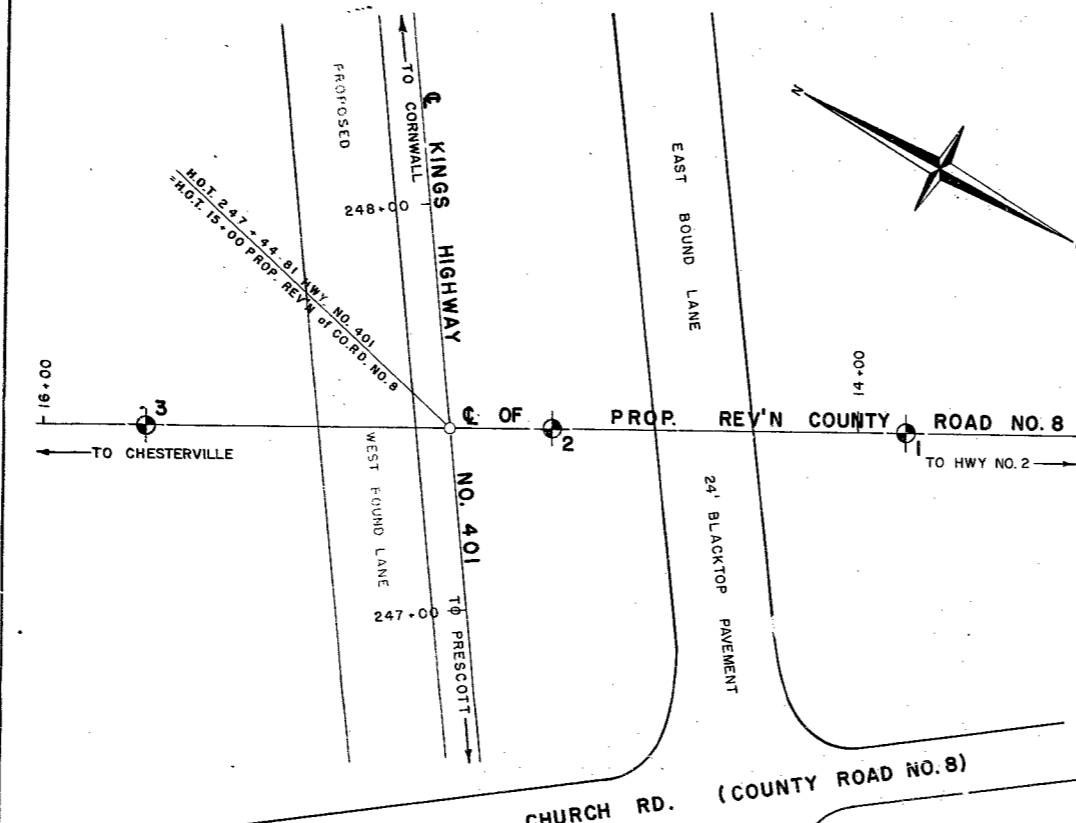 PROPOSED
TO CORNWALL
℄ KINGS HIGHWAY
EAST BOUND LANE
N
248+00
H.O.T. 247 + 44.81 HWY. NO. 401
=H.O.T. 15+00 PROP. REV'N of CO.RD. NO.8
16+00
14+00
3
℄ OF PROP. REV'N COUNTY ROAD NO. 8
2
1
TO CHESTERVILLE
TO HWY NO. 2
WEST BOUND LANE
NO. 401
24' BLACKTOP PAVEMENT
247+00
TO PRESCOTT
CHURCH RD. (COUNTY ROAD NO. 8)